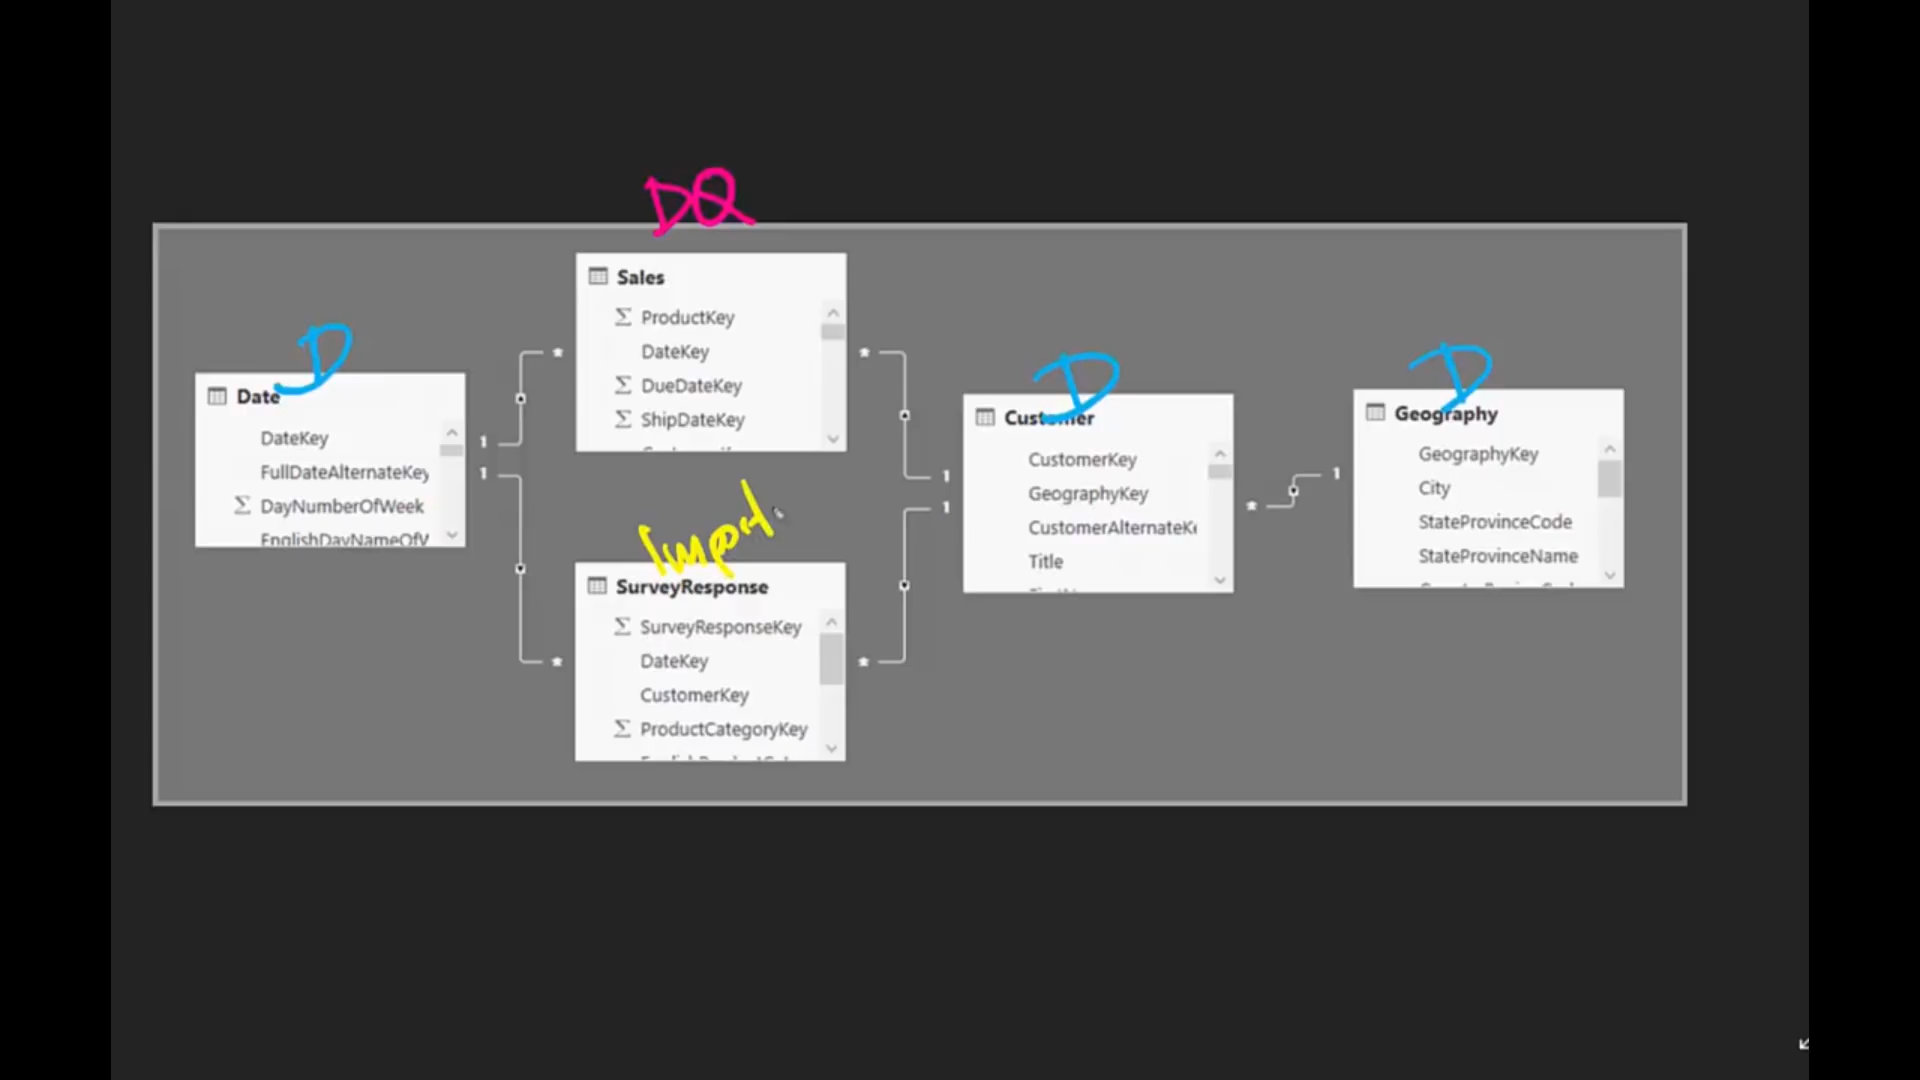 D
Date
DateKey
FullDateAlternateKey
DayNumberOfWeek
EnglishDayNameOfW
1
1
DQ
Sales
ProductKey
DateKey
DueDateKey
ShipDateKey
*
*
Import
SurveyResponse
SurveyResponseKey
DateKey
CustomerKey
ProductCategoryKey
*
*
D
Customer
CustomerKey
GeographyKey
CustomerAlternateKe
Title
1
1
*
D
Geography
GeographyKey
City
StateProvinceCode
StateProvinceName
1